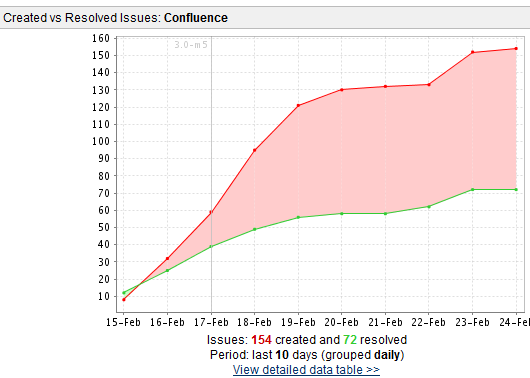 Created vs Resolved Issues: Confluence
3.0-m5
160
150
140
130
120
110
100
90
80
70
60
50
40
30
20
10
15-Feb 16-Feb 17-Feb 18-Feb 19-Feb 20-Feb 21-Feb 22-Feb 23-Feb 24-Feb
Issues: 154 created and 72 resolved
Period: last 10 days (grouped daily)
View detailed data table >>